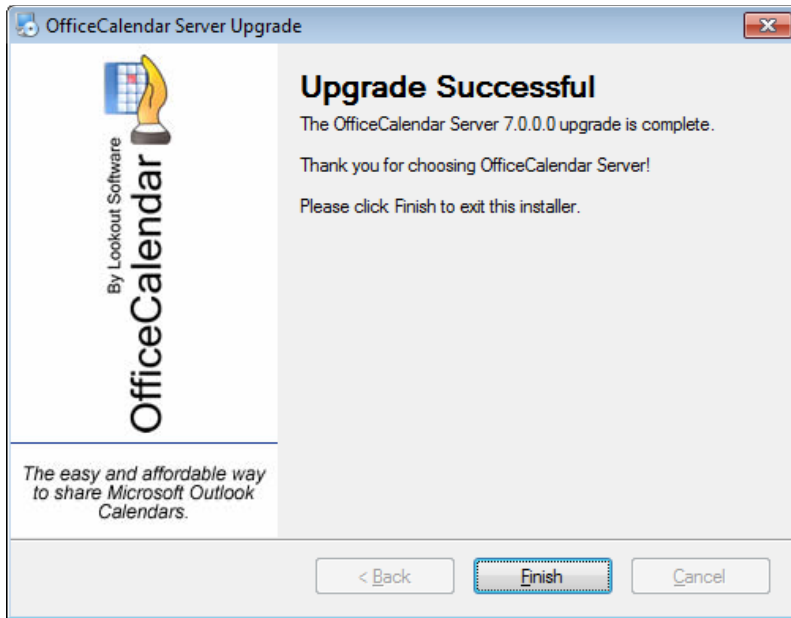 OfficeCalendar Server Upgrade
By Lookout Software
OfficeCalendar
The easy and affordable way
to share Microsoft Outlook
Calendars.
Upgrade Successful
The OfficeCalendar Server 7.0.0.0 upgrade is complete.
Thank you for choosing OfficeCalendar Server!
Please click Finish to exit this installer.
< Back
Finish
Cancel